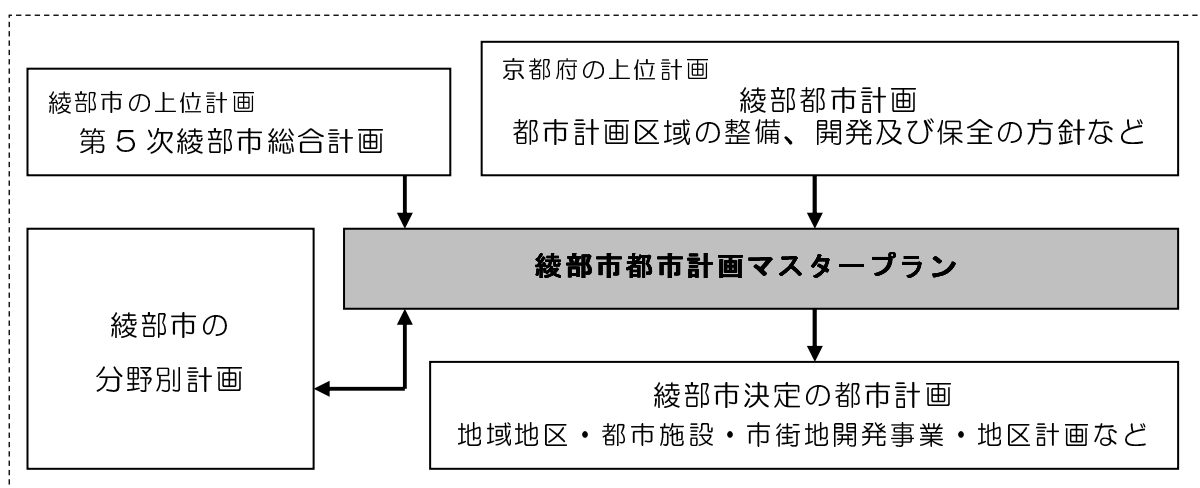 綾部市の上位計画
第5次綾部市総合計画
京都府の上位計画
綾部都市計画
都市計画区域の整備、開発及び保全の方針など
綾部市都市計画マスタープラン
綾部市の
分野別計画
綾部市決定の都市計画
地域地区・都市施設・市街地開発事業・地区計画など